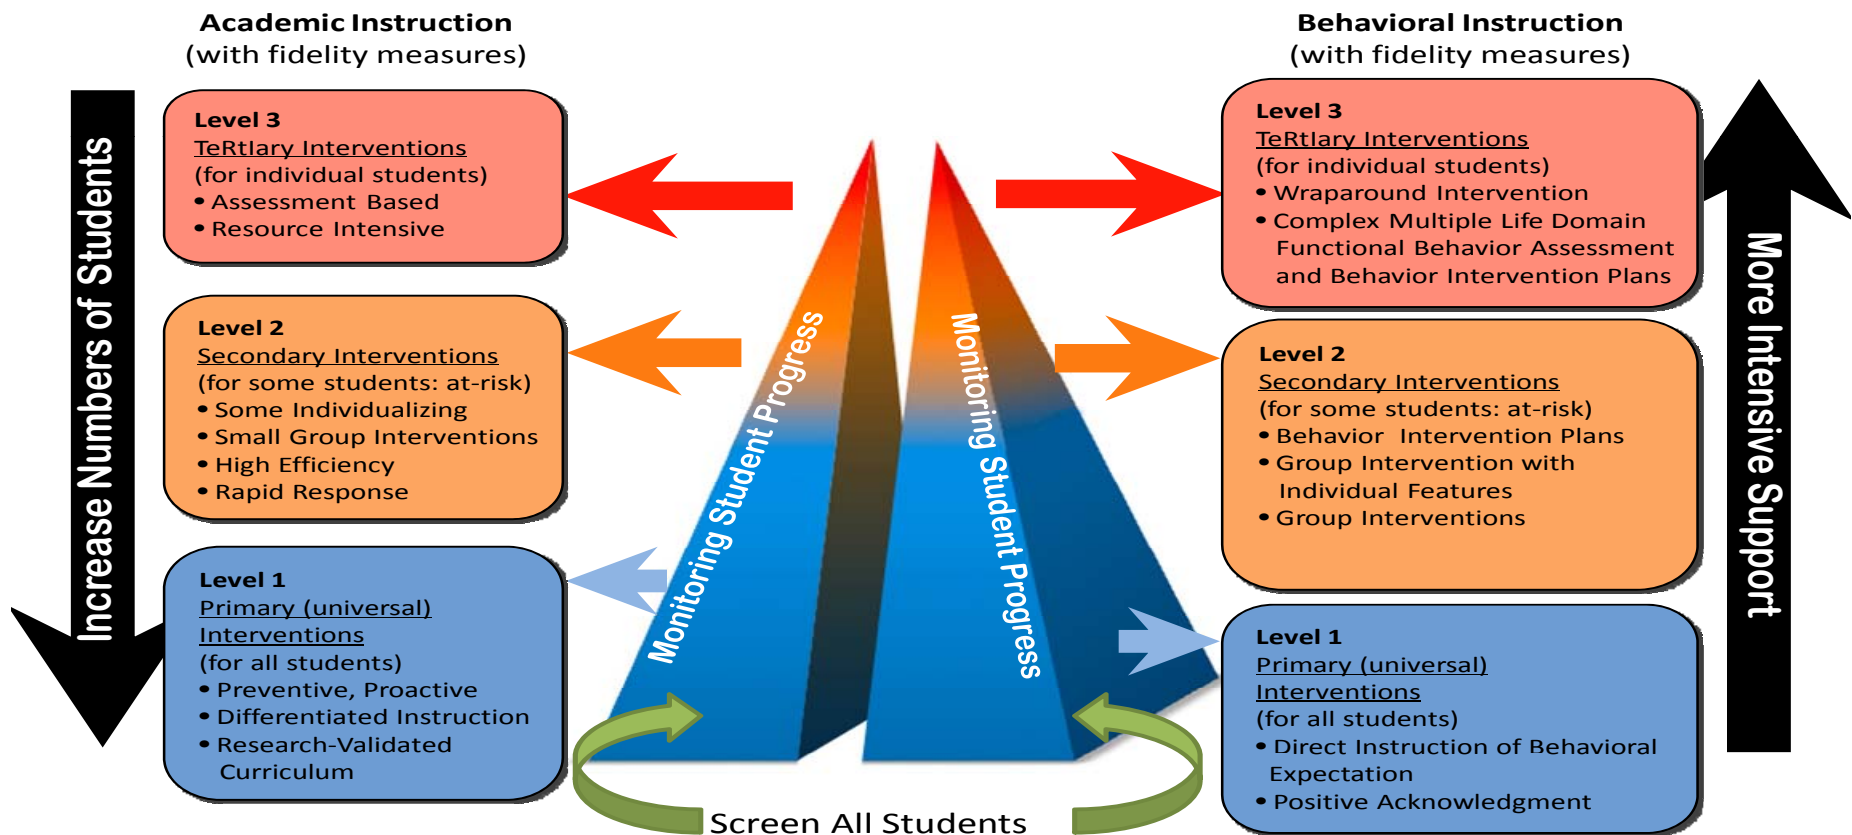 Academic Instruction
(with fidelity measures)
Increase Numbers of Students
Level 3
TeRtIary Interventions
(for individual students)
• Assessment Based
• Resource Intensive
Level 2
Secondary Interventions
(for some students: at-risk)
• Some Individualizing
• Small Group Interventions
• High Efficiency
• Rapid Response
Level 1
Primary (universal)
Interventions
(for all students)
• Preventive, Proactive
• Differentiated Instruction
• Research-Validated
Curriculum
Monitoring Student Progress
Monitoring Student Progress
Screen All Students
Behavioral Instruction
(with fidelity measures)
Level 3
TeRtIary Interventions
(for individual students)
• Wraparound Intervention
• Complex Multiple Life Domain
Functional Behavior Assessment
and Behavior Intervention Plans
Level 2
Secondary Interventions
(for some students: at-risk)
• Behavior Intervention Plans
• Group Intervention with
Individual Features
• Group Interventions
Level 1
Primary (universal)
Interventions
(for all students)
• Direct Instruction of Behavioral
Expectation
• Positive Acknowledgment
More Intensive Support